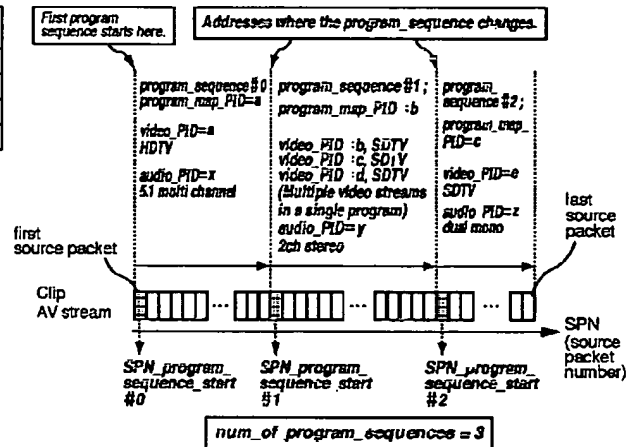 First program
sequence starts here.
Addresses where the program_sequence changes.
program_sequence#0
program_map_PID=a
video_PID=a
HDTV
audio_PID=x
5.1 multi channel
program_sequence#1;
program_map_PID :b
video_PID :b, SDTV
video_PID :c, SDTV
video_PID :d, SDTV
(Multiple video streams
in a single program)
audio_PID=y
2ch stereo
program_
sequence#2;
program_map_
PID=c
video_PID=e
SDTV
audio_PID=z
dual mono
first
source packet
last
source
packet
Clip
AV stream
... ... ...
SPN
(source
packet
number)
SPN_program_
sequence_start
#0
SPN_program_
sequence_start
#1
SPN_program_
sequence_start
#2
num_of_program_sequences = 3